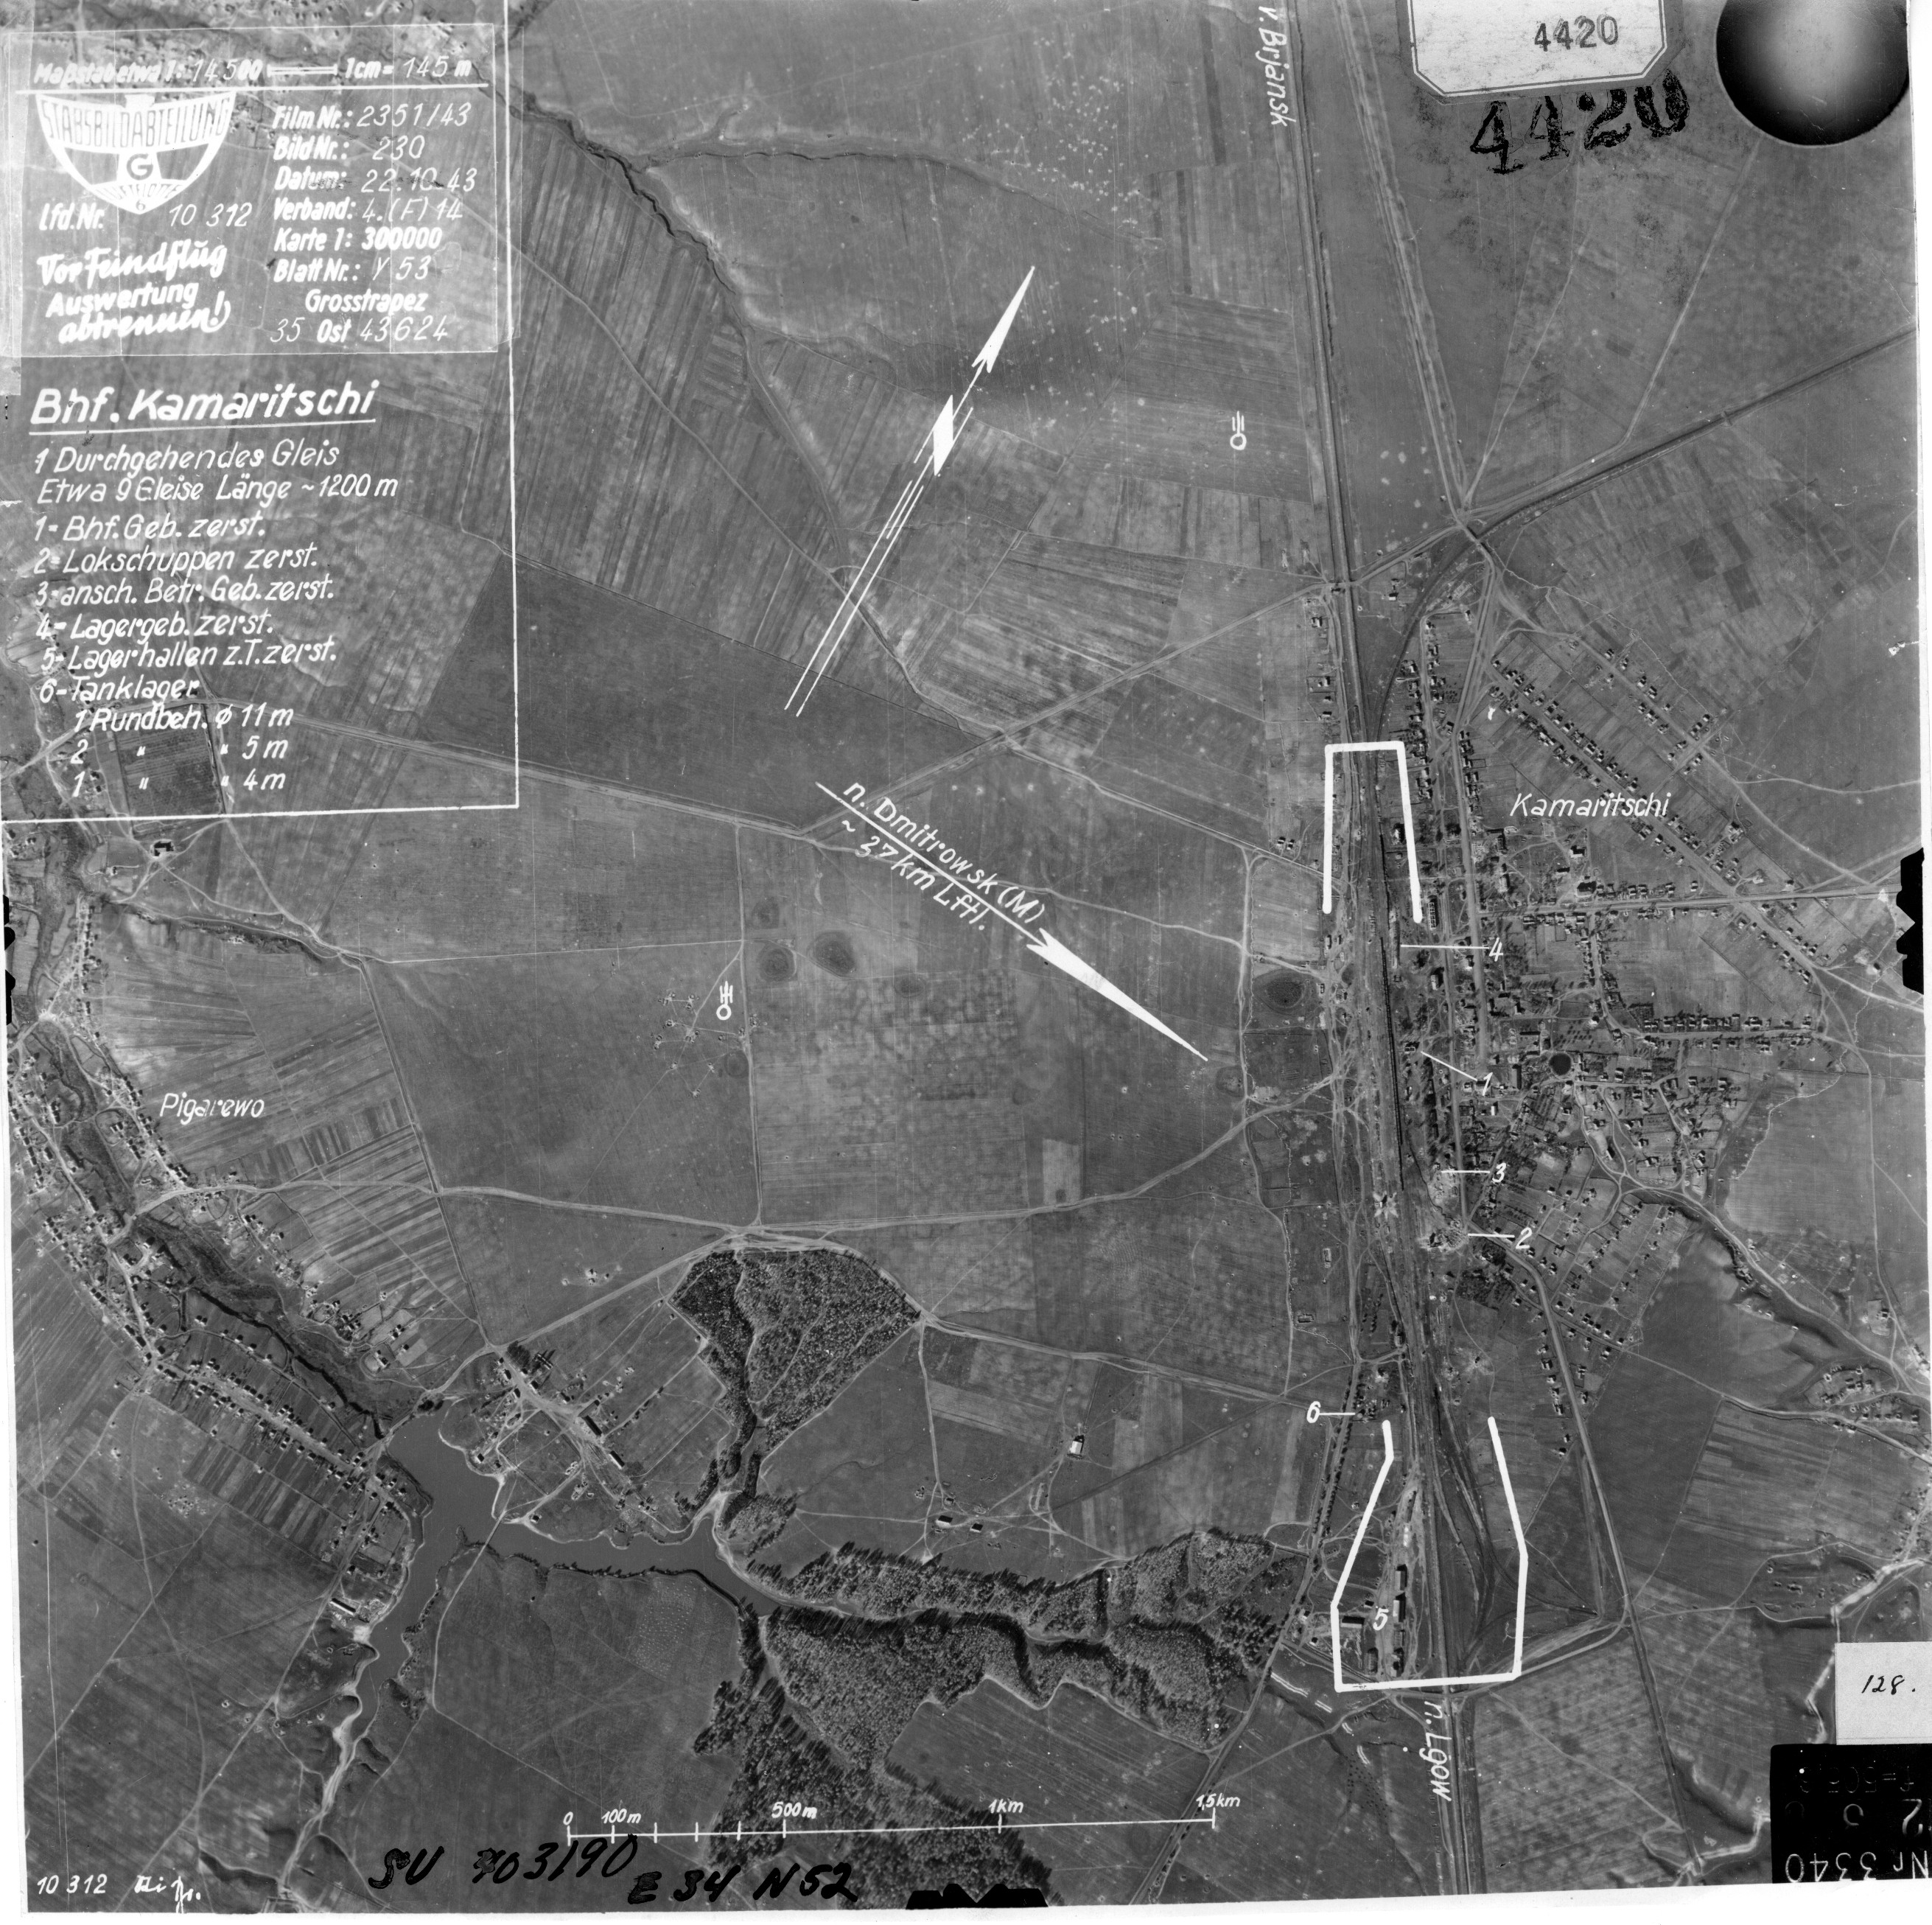 Maßstab etwa 1: 14500 1cm = 145 m
STABSBILDABTEILUNG
G
6
Lfd.Nr. 10 312
Vor Feindflug
Auswertung
abtrennen!
Film Nr.: 2351/43
Bild Nr.: 230
Datum: 22.10.43
Verband: 4.(F)14
Karte 1: 300000
Blatt Nr.: Y 53
Grosstrapez
35 Ost 43624
Bhf. Kamaritschi
1 Durchgehendes Gleis
Etwa 9 Gleise Länge ~1200 m
1= Bhf. Geb. zerst.
2= Lokschuppen zerst.
3= ansch. Betr. Geb. zerst.
4= Lagergeb. zerst.
5= Lagerhallen z.T. zerst.
6= Tanklager
1 Rundbeh. ϕ 11 m
2 " " 5 m
1 " " 4 m
v. Brjansk
4420
4420
n. Dmitrowsk (M)
~ 37 km Lftl.
Kamaritschi
4
1
3
2
6
5
Pigarewo
n. Lgow
0 100m 500m 1km 1,5km
SU 703190
E 34 N52
10 312
128.
Nr 3340